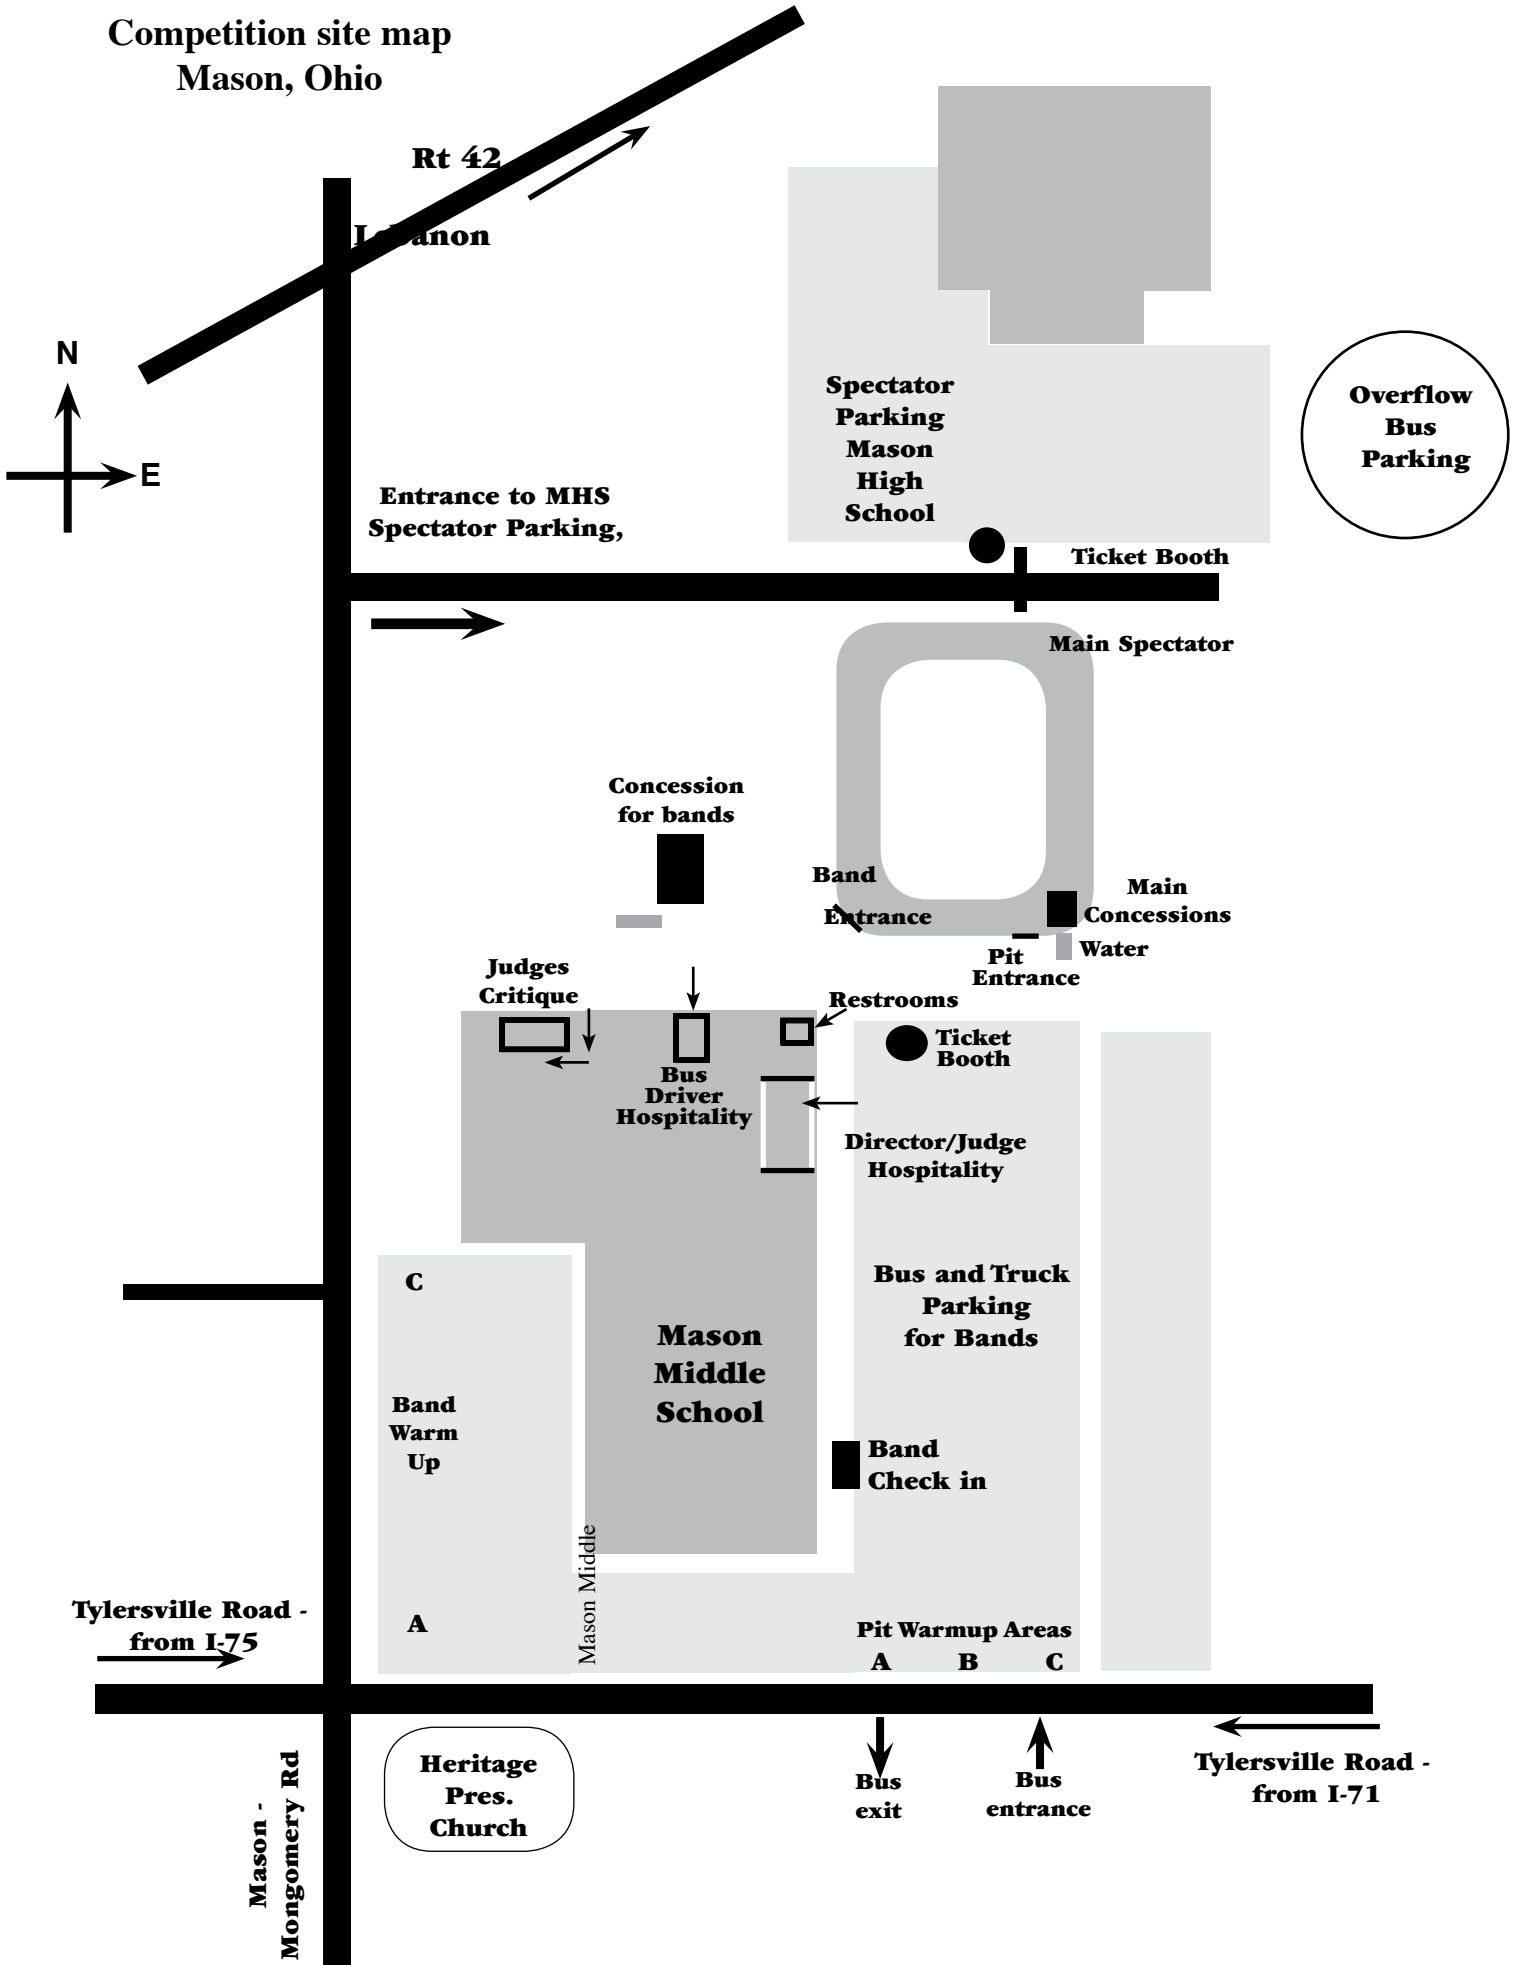 Competition site map
Mason, Ohio
Rt 42
Lebanon
N
E
Spectator
Parking
Mason
High
School
Overflow
Bus
Parking
Entrance to MHS
Spectator Parking,
Ticket Booth
Main Spectator
Concession
for bands
Band
Entrance
Main
Concessions
Water
Pit
Entrance
Judges
Critique
Restrooms
Ticket
Booth
Bus
Driver
Hospitality
Director/Judge
Hospitality
C
Bus and Truck
Parking
for Bands
Mason
Middle
School
Band
Warm
Up
Band
Check in
Mason Middle
A
Tylersville Road -
from I-75
Pit Warmup Areas
A B C
Heritage
Pres.
Church
Bus
exit
Bus
entrance
Tylersville Road -
from I-71
Mason -
Mongomery Rd